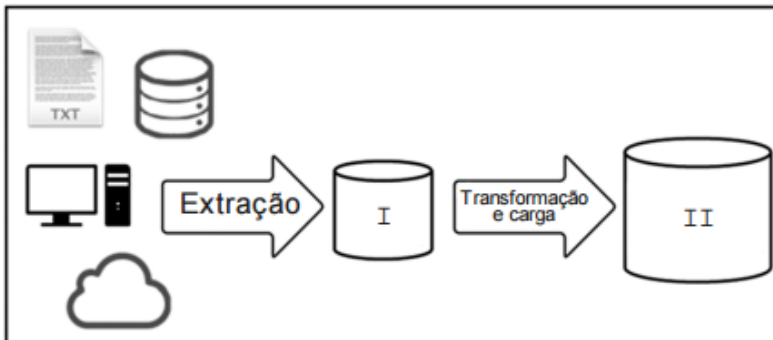 TXT
Extração
I
Transformação
e carga
II